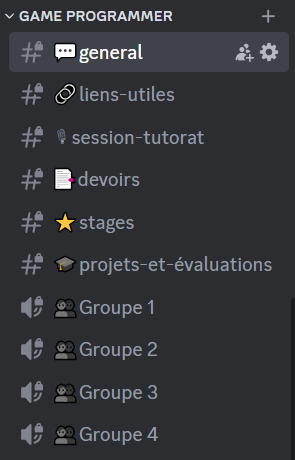 GAME PROGRAMMER
general
liens-utiles
session-tutorat
devoirs
stages
projets-et-évaluations
Groupe 1
Groupe 2
Groupe 3
Groupe 4